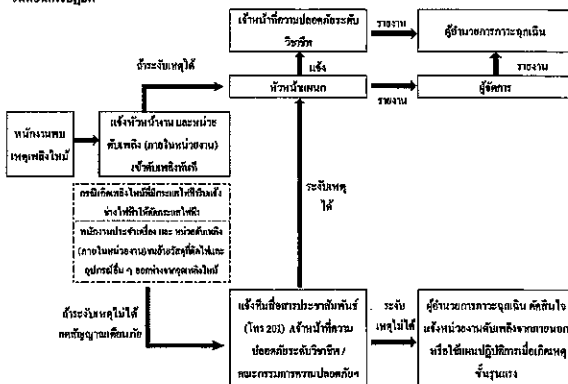 ขั้นตอนการปฏิบัติ
เจ้าหน้าที่ความปลอดภัยระดับ
วิชาชีพ
รายงาน
ผู้อำนวยการภาวะฉุกเฉิน
ถ้าระงับเหตุได้
แจ้ง
รายงาน
หัวหน้าแผนก
รายงาน
ผู้จัดการ
พนักงานพบ
เหตุเพลิงไหม้
แจ้งหัวหน้างาน และหน่วย
ดับเพลิง (ภายในหน่วยงาน)
เข้าดับเพลิงทันที
กรณีเกิดเพลิงไหม้ที่มีกระแสไฟฟ้ารีบแจ้ง
ช่างไฟฟ้าให้ตัดกระแสไฟฟ้า
พนักงานประจำเครื่อง และ หน่วยดับเพลิง
(ภายในหน่วยงาน)ขนย้ายวัสดุที่ติดไฟและ
อุปกรณ์อื่น ๆ ออกห่างจากจุดเพลิงไหม้
ระงับเหตุ
ได้
ถ้าระงับเหตุไม่ได้
กดสัญญาณเตือนภัย
แจ้งทีมสื่อสารประชาสัมพันธ์
(โทร 201) เจ้าหน้าที่ความ
ปลอดภัยระดับวิชาชีพ /
คณะกรรมการความปลอดภัยฯ
ระงับ
เหตุไม่ได้
ผู้อำนวยการภาวะฉุกเฉิน ตัดสินใจ
แจ้งหน่วยงานดับเพลิงจากภายนอก
หรือใช้แผนปฏิบัติการเมื่อเกิดเหตุ
ขั้นรุนแรง